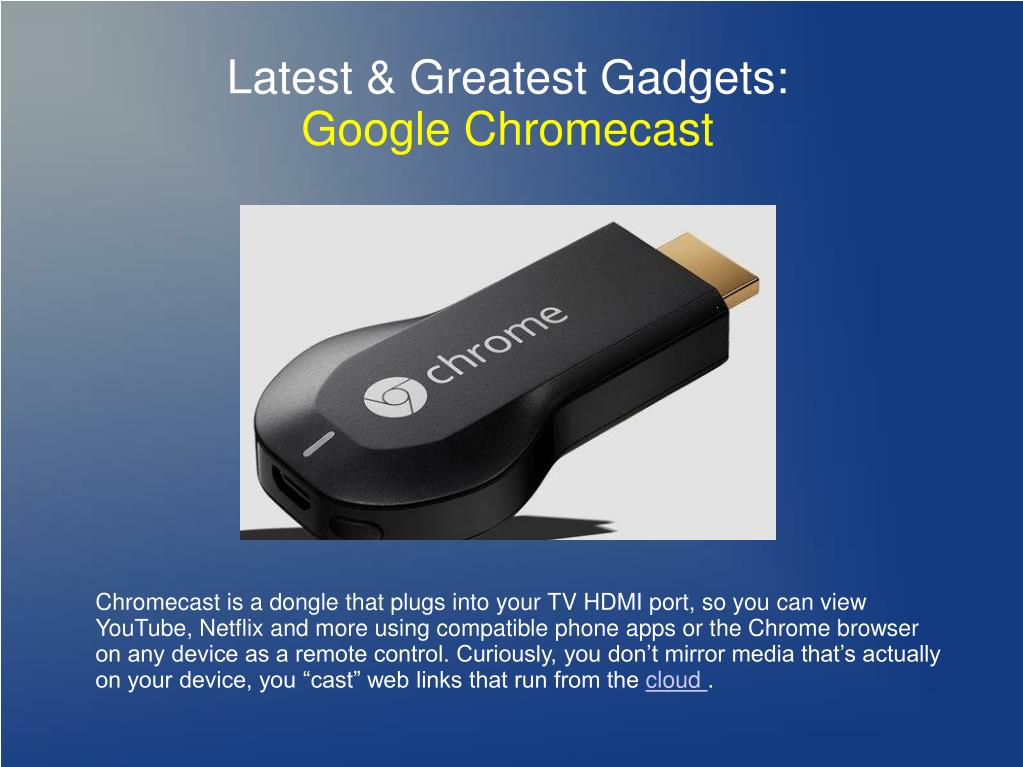 Latest & Greatest Gadgets:
Google Chromecast
chrome
Chromecast is a dongle that plugs into your TV HDMI port, so you can view
YouTube, Netflix and more using compatible phone apps or the Chrome browser
on any device as a remote control. Curiously, you don’t mirror media that’s actually
on your device, you “cast” web links that run from the cloud .